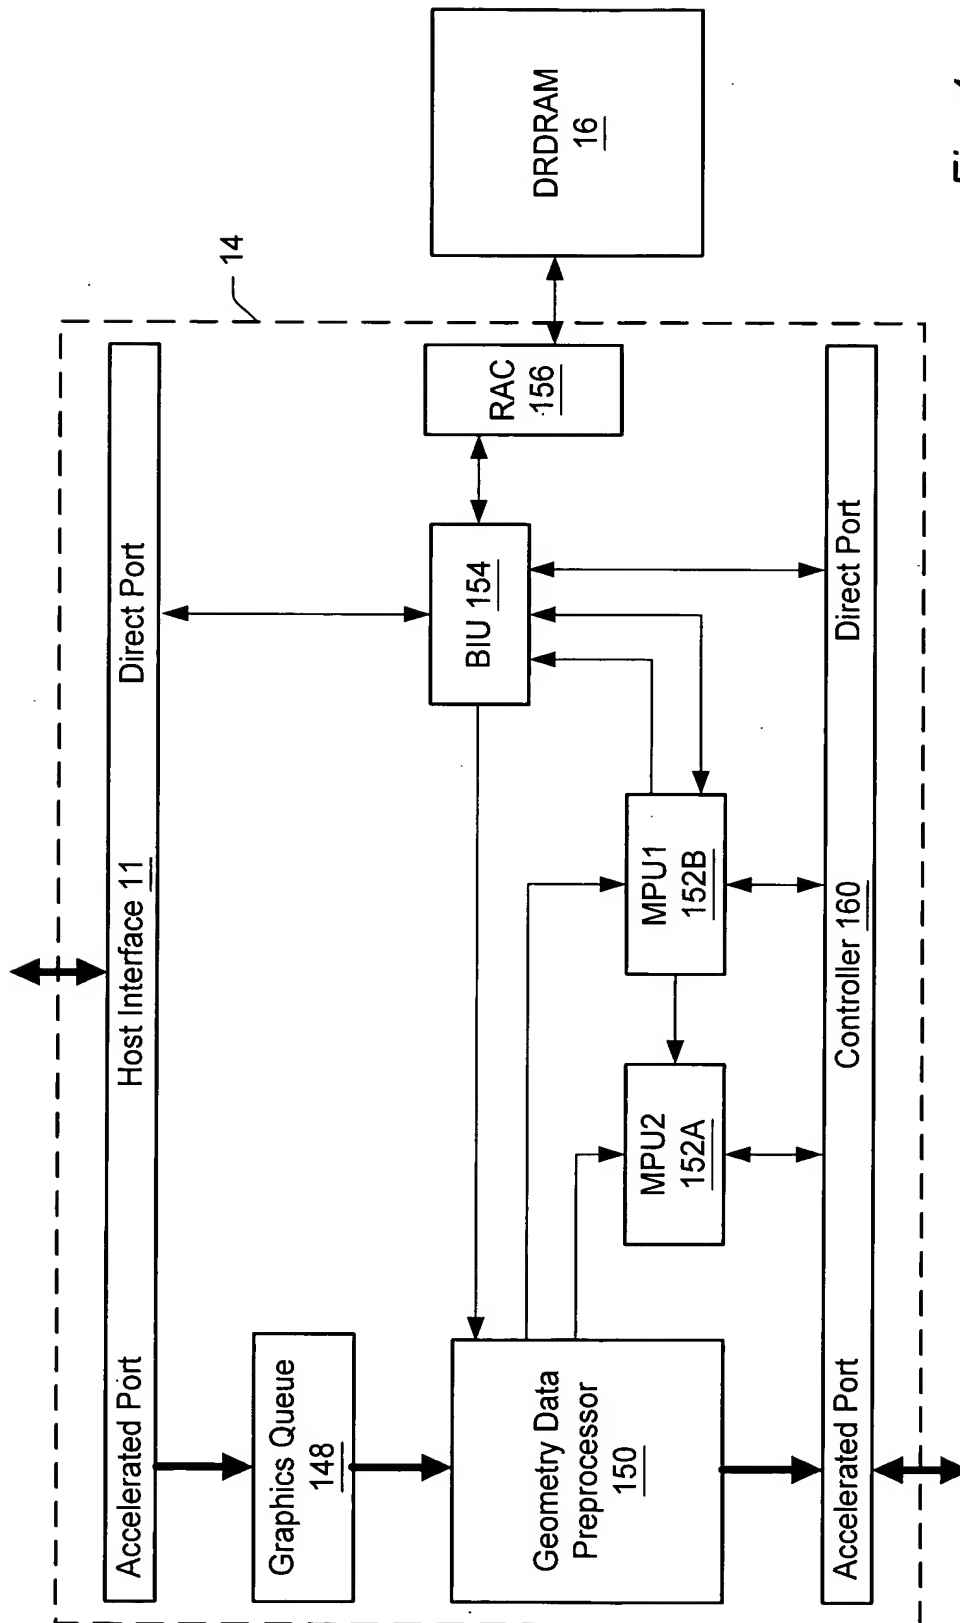 Accelerated Port
Host Interface 11
Direct Port
14
Graphics Queue
148
Geometry Data
Preprocessor
150
BIU 154
RAC
156
DRDRAM
16
MPU2
152A
MPU1
152B
Accelerated Port
Controller 160
Direct Port